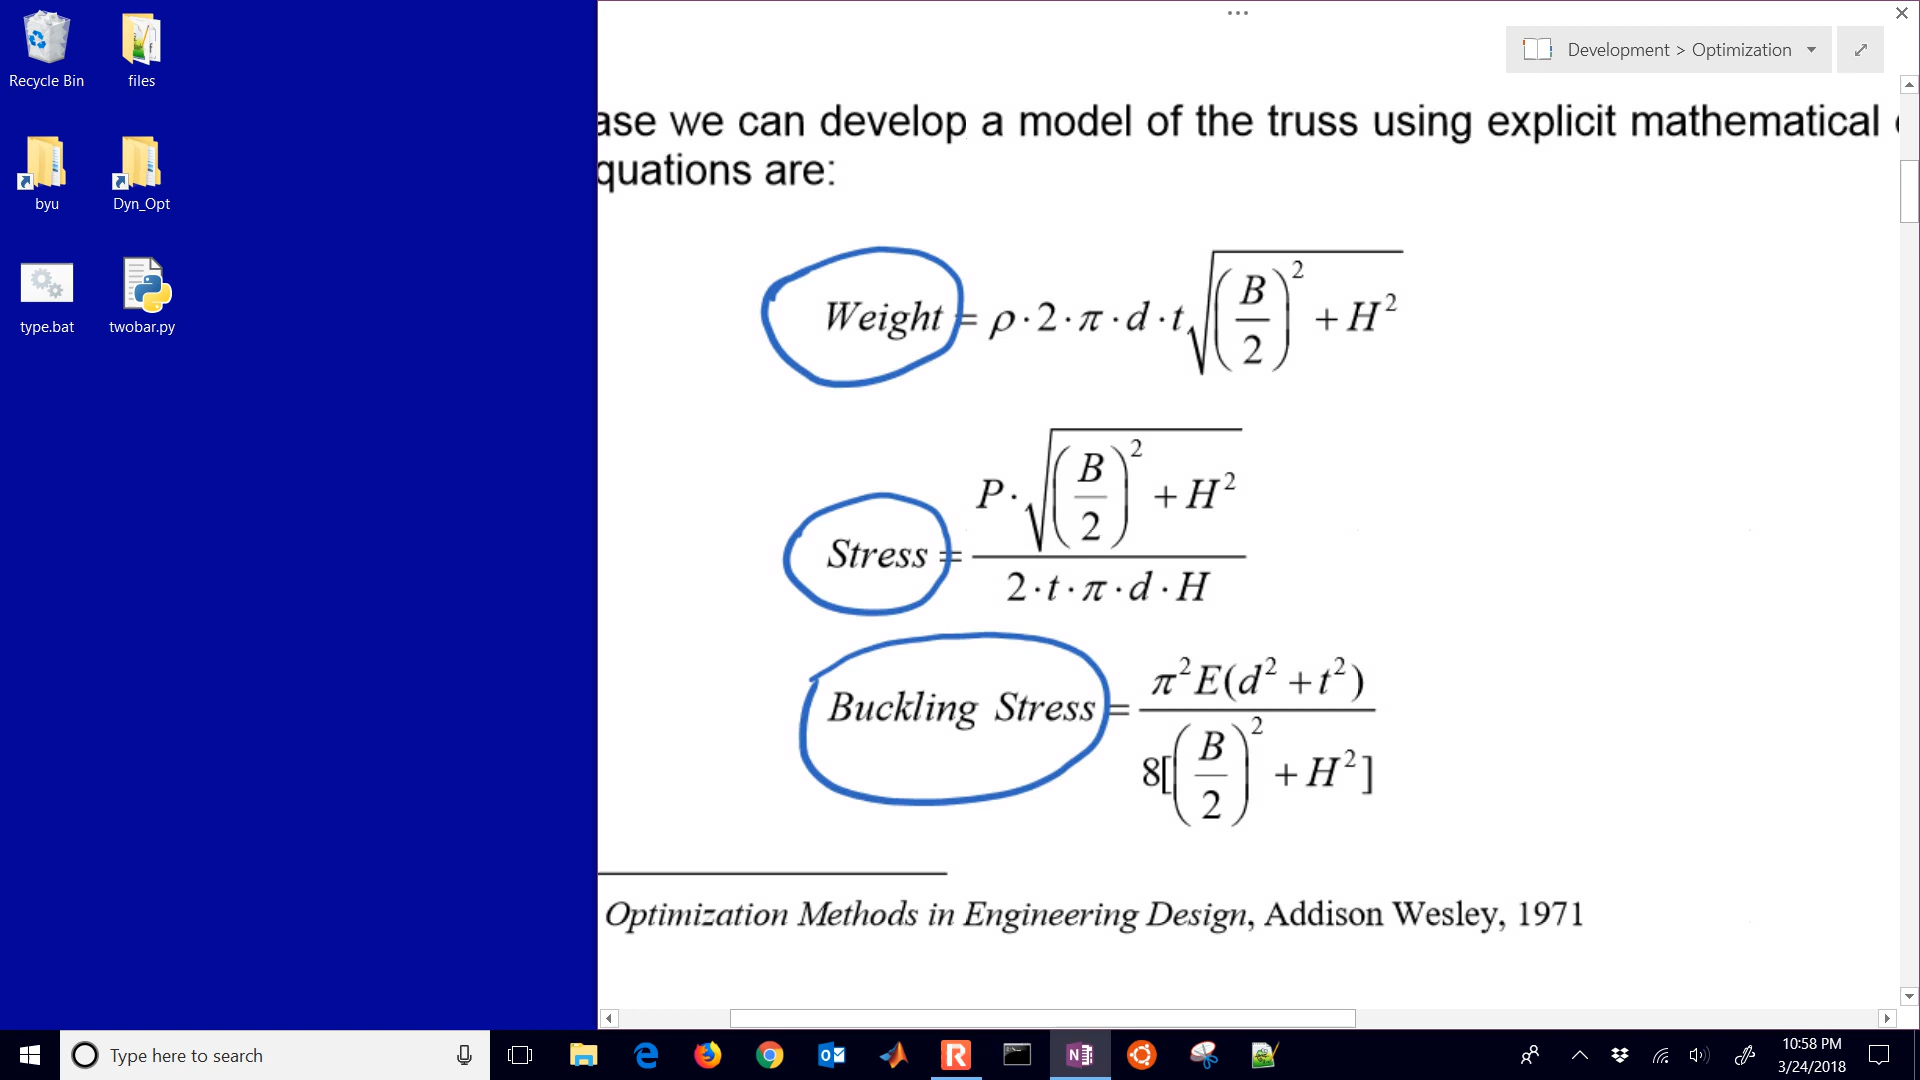 Recycle Bin
files
byu
Dyn_Opt
type.bat
twobar.py
Development > Optimization
ase we can develop a model of the truss using explicit mathematical
quations are:
Weight = ρ·2·π·d·t√((B/2)² + H²)
Stress = P·√((B/2)² + H²) / 2·t·π·d·H
Buckling Stress = π²E(d² + t²) / 8[(B/2)² + H²]
Optimization Methods in Engineering Design, Addison Wesley, 1971
Type here to search
10:58 PM
3/24/2018